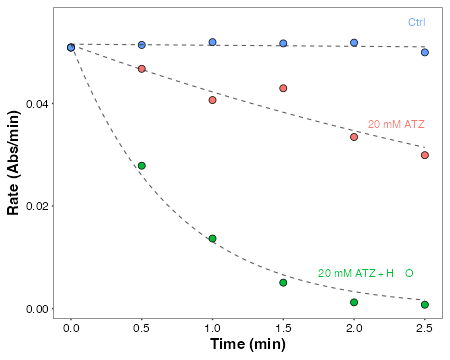 Ctrl
20 mM ATZ
20 mM ATZ + H O
0.04
0.02
0.00
Rate (Abs/min)
0.0 0.5 1.0 1.5 2.0 2.5
Time (min)